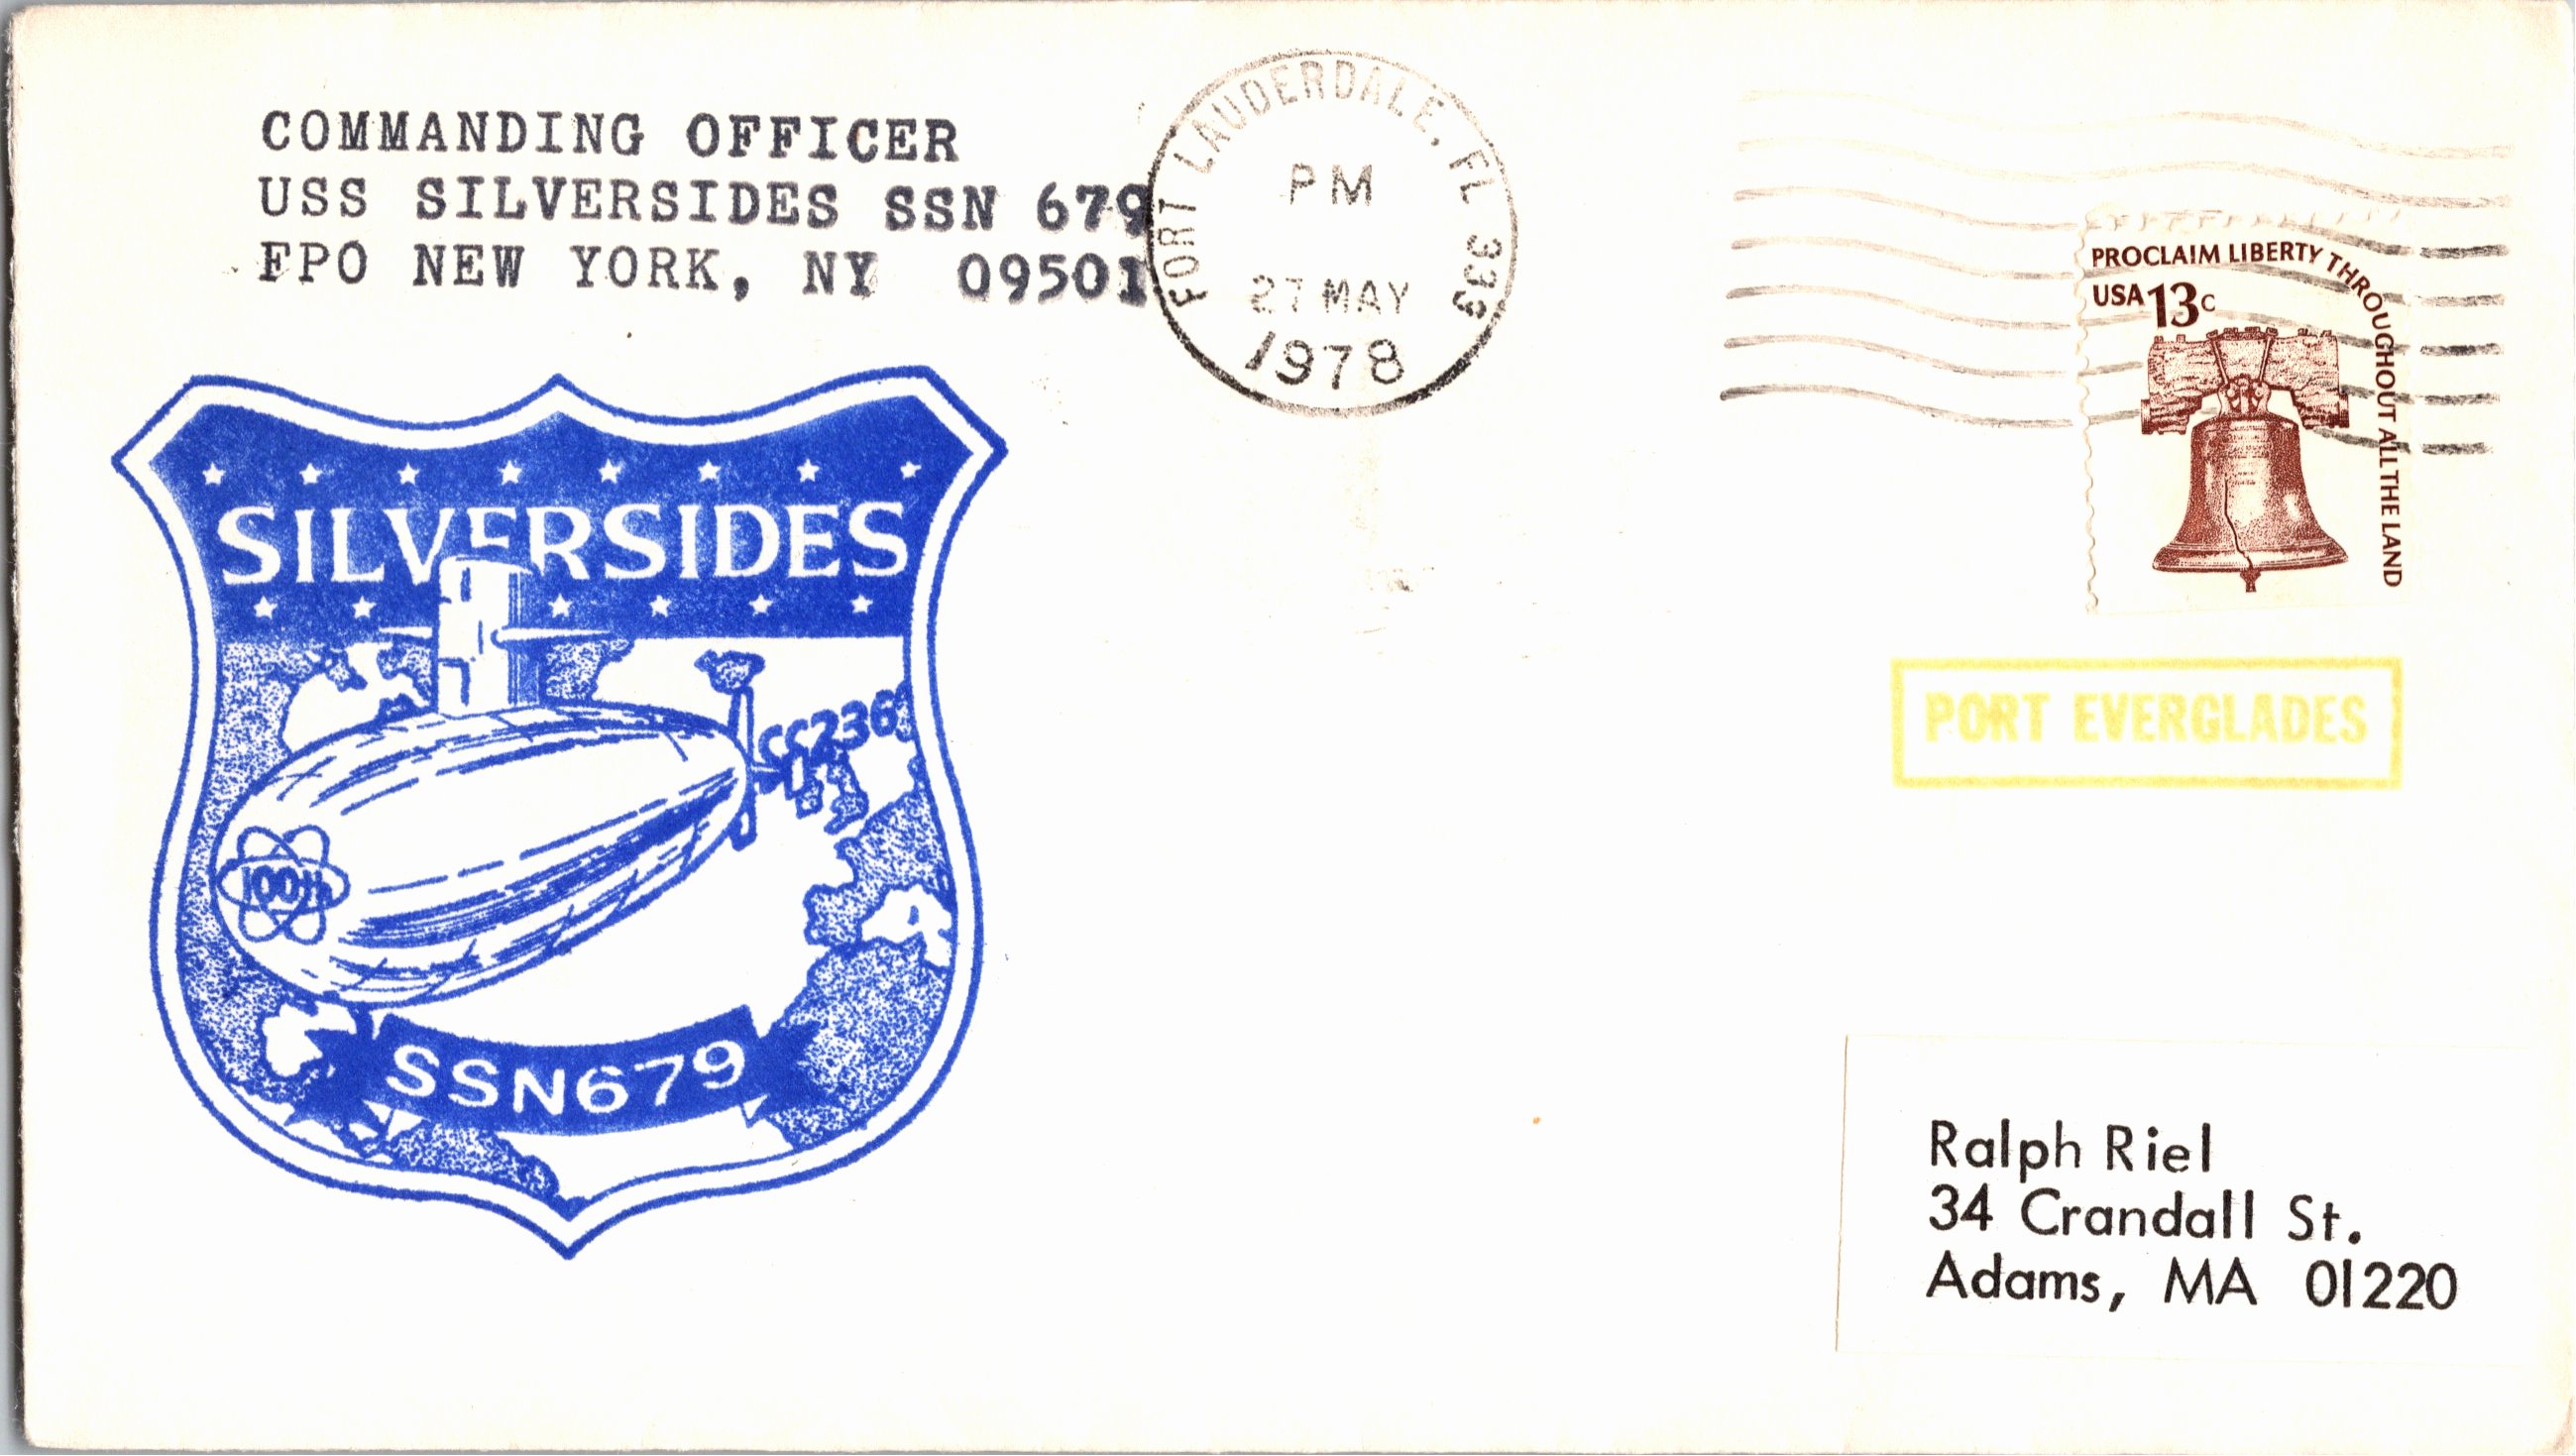 COMMANDING OFFICER
USS SILVERSIDES SSN 679
FPO NEW YORK, NY 09501
FORT LAUDERDALE, FL 333
PM
27 MAY
1978
PROCLAIM LIBERTY THROUGHOUT ALL THE LAND
USA 13c
SILVERSIDES
CC236
100th
SSN679
PORT EVERGLADES
Ralph Riel
34 Crandall St.
Adams, MA 01220